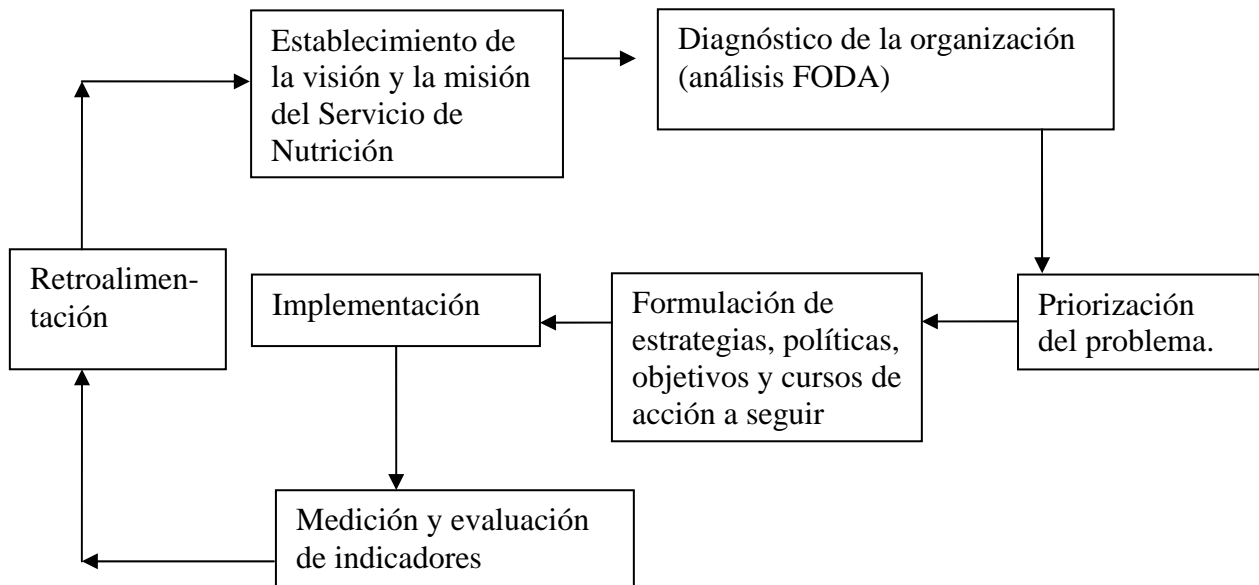 Establecimiento de
la visión y la misión
del Servicio de
Nutrición
Diagnóstico de la organización
(análisis FODA)
Priorización
del problema.
Formulación de
estrategias, políticas,
objetivos y cursos de
acción a seguir
Implementación
Medición y evaluación
de indicadores
Retroalimen-
tación